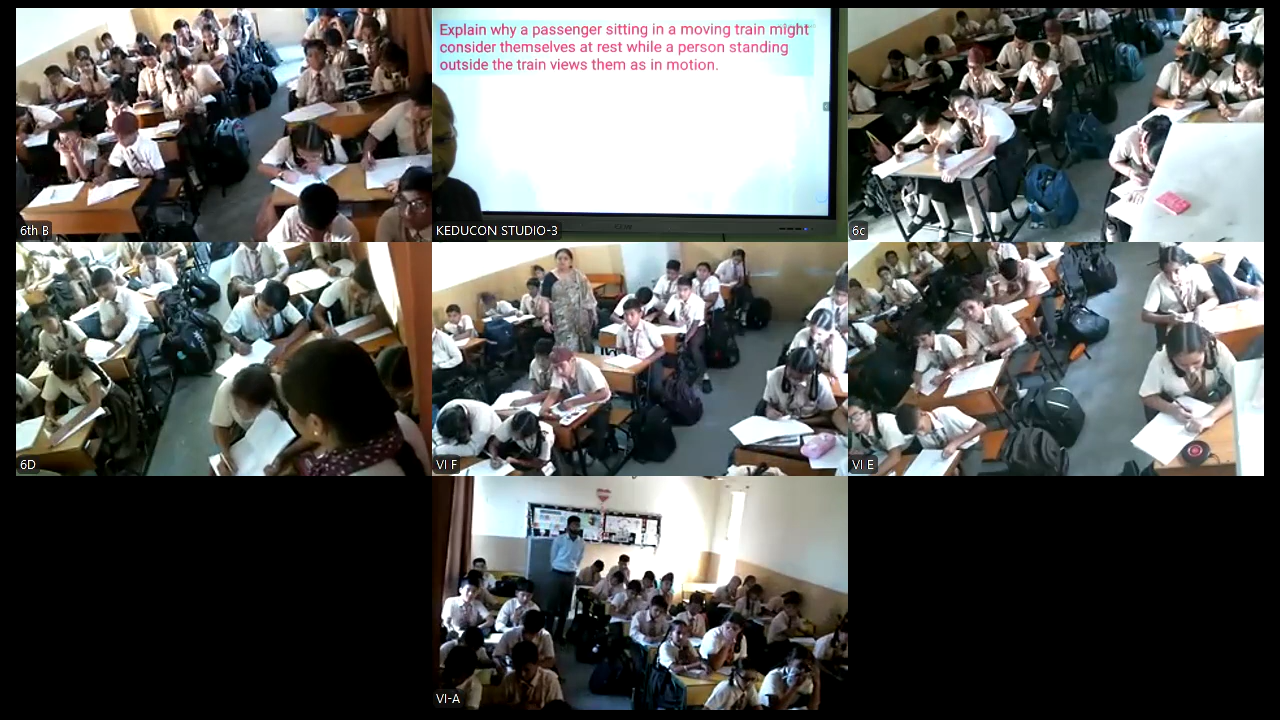 Explain why a passenger sitting in a moving train might
consider themselves at rest while a person standing
outside the train views them as in motion.
6th B
KEDUCON STUDIO-3
6c
6D
VI F
VI E
VI-A